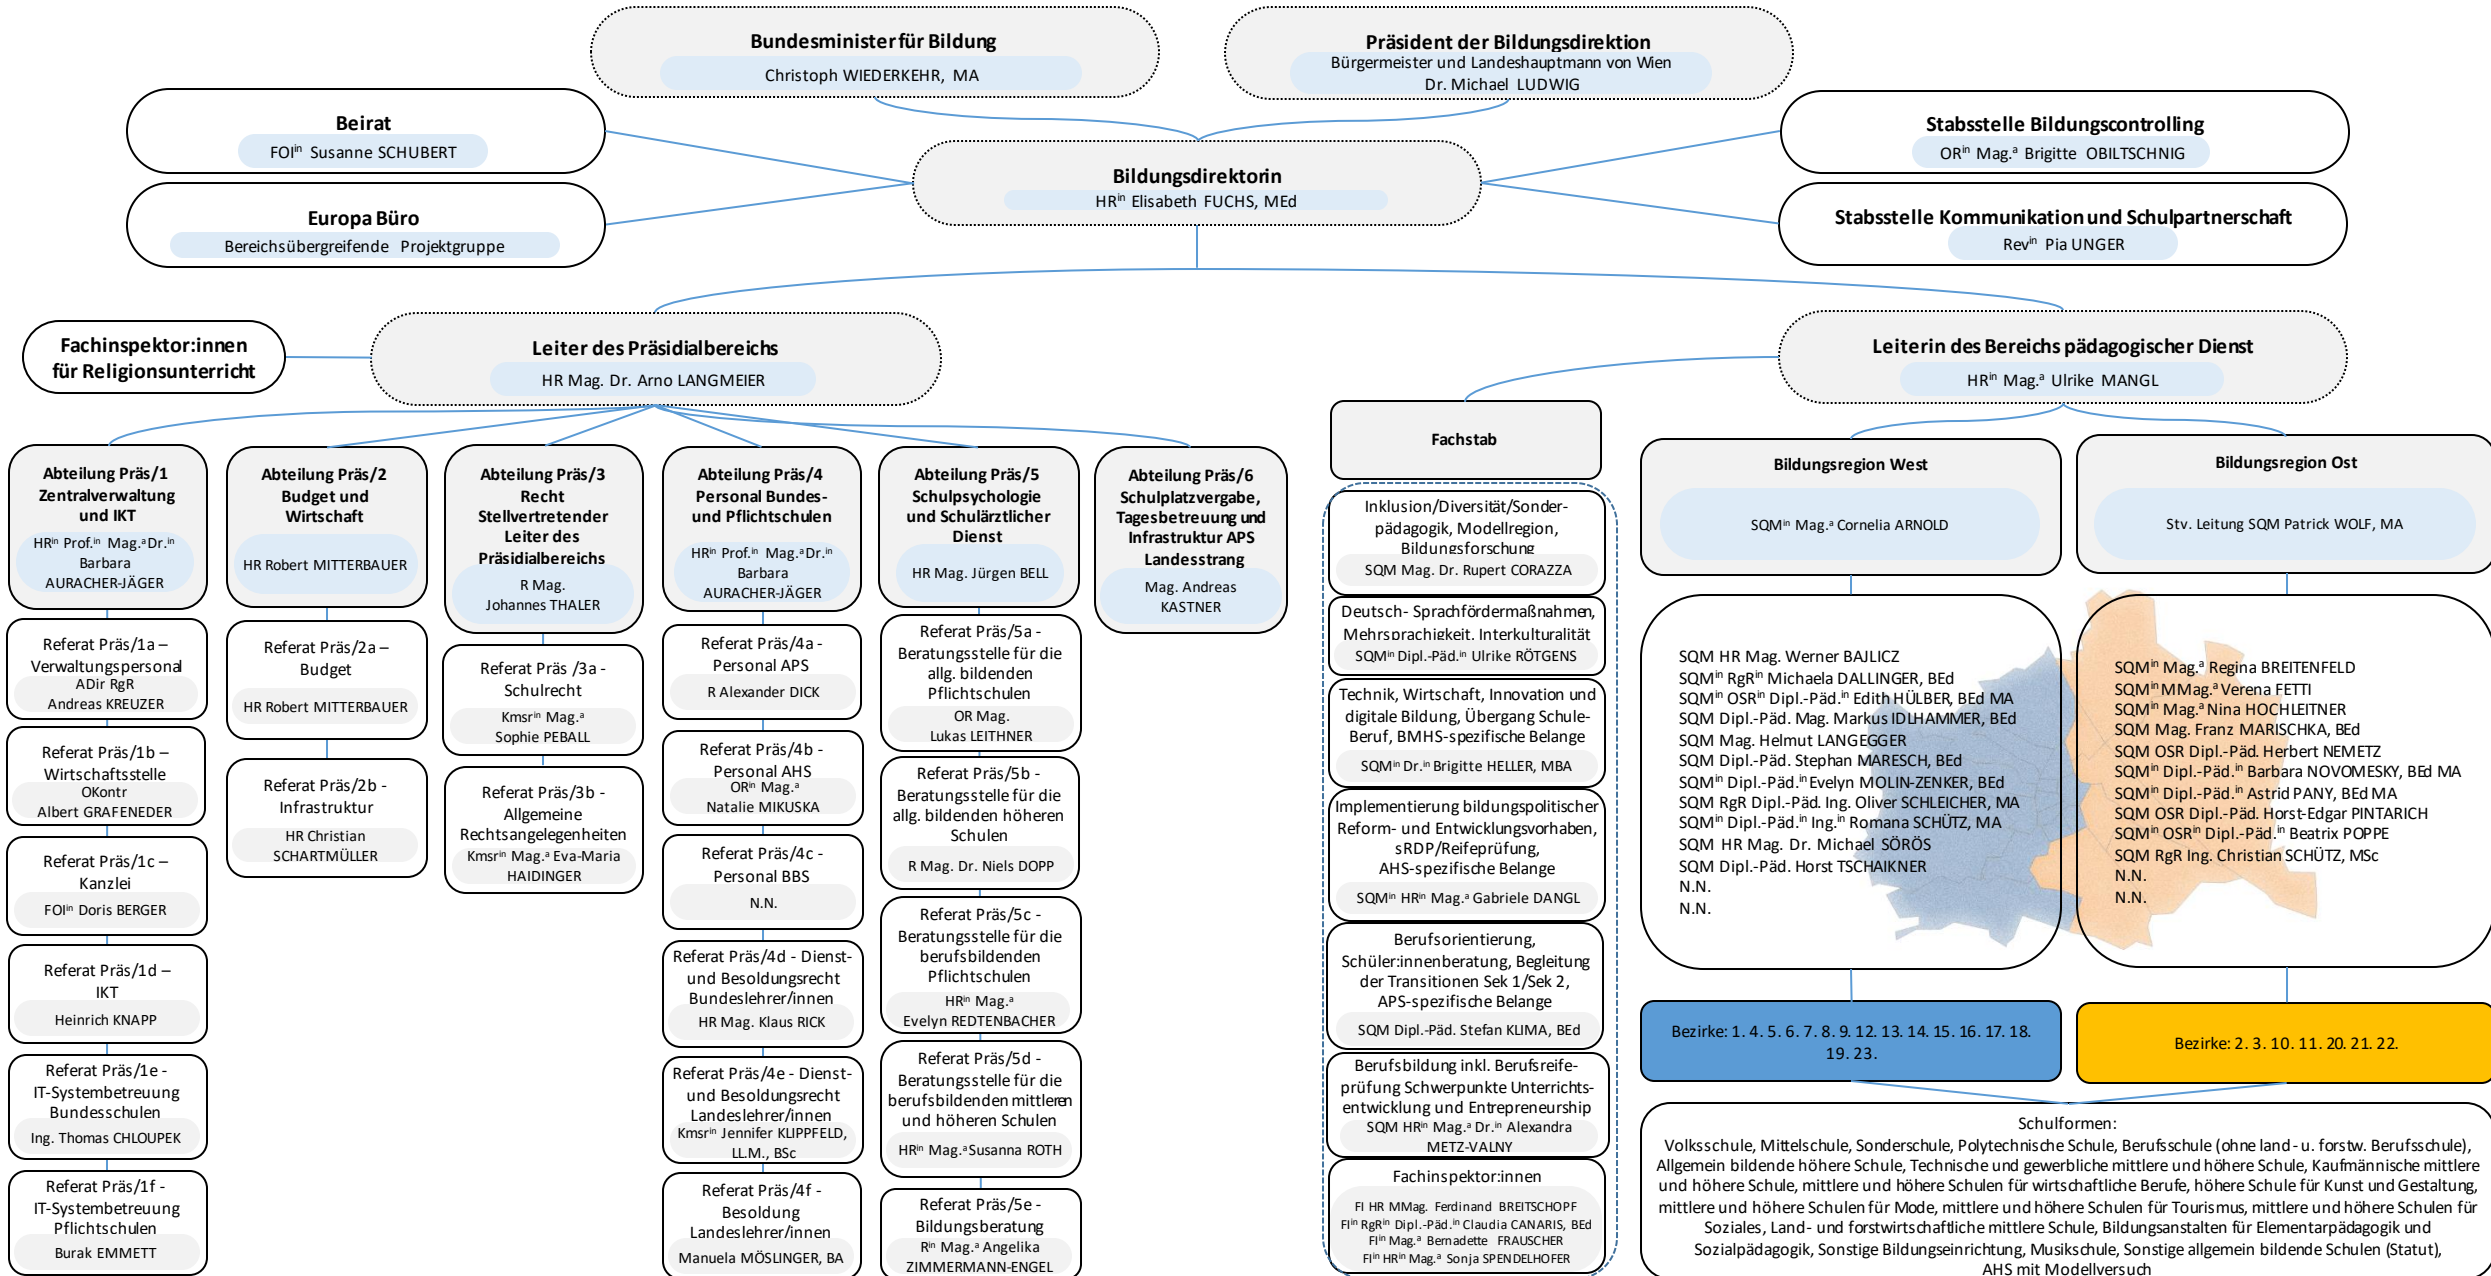 Bundesminister für Bildung
Christoph WIEDERKEHR, MA
Präsident der Bildungsdirektion
Bürgermeister und Landeshauptmann von Wien
Dr. Michael LUDWIG
Beirat
FOIⁱⁿ Susanne SCHUBERT
Europa Büro
Bereichsübergreifende Projektgruppe
Bildungsdirektorin
HRⁱⁿ Elisabeth FUCHS, MEd
Stabsstelle Bildungscontrolling
ORⁱⁿ Mag.ᵃ Brigitte OBILTSCHNIG
Stabsstelle Kommunikation und Schulpartnerschaft
Revⁱⁿ Pia UNGER
Fachinspektor:innen
für Religionsunterricht
Leiter des Präsidialbereichs
HR Mag. Dr. Arno LANGMEIER
Leiterin des Bereichs pädagogischer Dienst
HRⁱⁿ Mag.ᵃ Ulrike MANGL
Abteilung Präs/1
Zentralverwaltung
und IKT
HRⁱⁿ Prof.ⁱⁿ Mag.ᵃ Dr.ⁱⁿ
Barbara
AURACHER-JÄGER
Referat Präs/1a –
Verwaltungspersonal
ADir RgR
Andreas KREUZER
Referat Präs/1b –
Wirtschaftsstelle
OKontr
Albert GRAFENEDER
Referat Präs/1c –
Kanzlei
FOIⁱⁿ Doris BERGER
Referat Präs/1d –
IKT
Heinrich KNAPP
Referat Präs/1e -
IT-Systembetreuung
Bundesschulen
Ing. Thomas CHLOUPEK
Referat Präs/1f -
IT-Systembetreuung
Pflichtschulen
Burak EMMETT
Abteilung Präs/2
Budget und
Wirtschaft
HR Robert MITTERBAUER
Referat Präs/2a –
Budget
HR Robert MITTERBAUER
Referat Präs/2b -
Infrastruktur
HR Christian
SCHARTMÜLLER
Abteilung Präs/3
Recht
Stellvertretender
Leiter des
Präsidialbereichs
R Mag.
Johannes THALER
Referat Präs /3a -
Schulrecht
Kmsrⁱⁿ Mag.ᵃ
Sophie PEBALL
Referat Präs/3b -
Allgemeine
Rechtsangelegenheiten
Kmsrⁱⁿ Mag.ᵃ Eva-Maria
HAIDINGER
Abteilung Präs/4
Personal Bundes-
und Pflichtschulen
HRⁱⁿ Prof.ⁱⁿ Mag.ᵃ Dr.ⁱⁿ
Barbara
AURACHER-JÄGER
Referat Präs/4a -
Personal APS
R Alexander DICK
Referat Präs/4b -
Personal AHS
ORⁱⁿ Mag.ᵃ
Natalie MIKUSKA
Referat Präs/4c -
Personal BBS
N.N.
Referat Präs/4d - Dienst-
und Besoldungsrecht
Bundeslehrer/innen
HR Mag. Klaus RICK
Referat Präs/4e - Dienst-
und Besoldungsrecht
Landeslehrer/innen
Kmsrⁱⁿ Jennifer KLIPPFELD,
LL.M., BSc
Referat Präs/4f -
Besoldung
Landeslehrer/innen
Manuela MÖSLINGER, BA
Abteilung Präs/5
Schulpsychologie
und Schulärztlicher
Dienst
HR Mag. Jürgen BELL
Referat Präs/5a -
Beratungsstelle für die
allg. bildenden
Pflichtschulen
OR Mag.
Lukas LEITHNER
Referat Präs/5b -
Beratungsstelle für die
allg. bildenden höheren
Schulen
R Mag. Dr. Niels DOPP
Referat Präs/5c -
Beratungsstelle für die
berufsbildenden
Pflichtschulen
HRⁱⁿ Mag.ᵃ
Evelyn REDTENBACHER
Referat Präs/5d -
Beratungsstelle für die
berufsbildenden mittleren
und höheren Schulen
HRⁱⁿ Mag.ᵃ Susanna ROTH
Referat Präs/5e -
Bildungsberatung
Rⁱⁿ Mag.ᵃ Angelika
ZIMMERMANN-ENGEL
Abteilung Präs/6
Schulplatzvergabe,
Tagesbetreuung und
Infrastruktur APS
Landesstrang
Mag. Andreas
KASTNER
Fachstab
Inklusion/Diversität/Sonder-
pädagogik, Modellregion,
Bildungsforschung
SQM Mag. Dr. Rupert CORAZZA
Deutsch- Sprachfördermaßnahmen,
Mehrsprachigkeit. Interkulturalität
SQMⁱⁿ Dipl.-Päd.ⁱⁿ Ulrike RÖTGENS
Technik, Wirtschaft, Innovation und
digitale Bildung, Übergang Schule-
Beruf, BMHS-spezifische Belange
SQMⁱⁿ Dr.ⁱⁿ Brigitte HELLER, MBA
Implementierung bildungspolitischer
Reform- und Entwicklungsvorhaben,
sRDP/Reifeprüfung,
AHS-spezifische Belange
SQMⁱⁿ HRⁱⁿ Mag.ᵃ Gabriele DANGL
Berufsorientierung,
Schüler:innenberatung, Begleitung
der Transitionen Sek 1/Sek 2,
APS-spezifische Belange
SQM Dipl.-Päd. Stefan KLIMA, BEd
Berufsbildung inkl. Berufsreife-
prüfung Schwerpunkte Unterrichts-
entwicklung und Entrepreneurship
SQM HRⁱⁿ Mag.ᵃ Dr.ⁱⁿ Alexandra
METZ-VALNY
Fachinspektor:innen
FI HR MMag. Ferdinand BREITSCHOPF
FIⁱⁿ RgRⁱⁿ Dipl.-Päd.ⁱⁿ Claudia CANARIS, BEd
FIⁱⁿ Mag.ᵃ Bernadette FRAUSCHER
FIⁱⁿ HRⁱⁿ Mag.ᵃ Sonja SPENDELHOFER
Bildungsregion West
SQMⁱⁿ Mag.ᵃ Cornelia ARNOLD
SQM HR Mag. Werner BAJLICZ
SQMⁱⁿ RgRⁱⁿ Michaela DALLINGER, BEd
SQMⁱⁿ OSRⁱⁿ Dipl.-Päd.ⁱⁿ Edith HÜLBER, BEd MA
SQM Dipl.-Päd. Mag. Markus IDLHAMMER, BEd
SQM Mag. Helmut LANGEGGER
SQM Dipl.-Päd. Stephan MARESCH, BEd
SQMⁱⁿ Dipl.-Päd.ⁱⁿ Evelyn MOLIN-ZENKER, BEd
SQM RgR Dipl.-Päd. Ing. Oliver SCHLEICHER, MA
SQMⁱⁿ Dipl.-Päd.ⁱⁿ Ing.ⁱⁿ Romana SCHÜTZ, MA
SQM HR Mag. Dr. Michael SÖRÖS
SQM Dipl.-Päd. Horst TSCHAIKNER
N.N.
N.N.
Bezirke: 1. 4. 5. 6. 7. 8. 9. 12. 13. 14. 15. 16. 17. 18.
19. 23.
Bildungsregion Ost
Stv. Leitung SQM Patrick WOLF, MA
SQMⁱⁿ Mag.ᵃ Regina BREITENFELD
SQMⁱⁿ MMag.ᵃ Verena FETTI
SQMⁱⁿ Mag.ᵃ Nina HOCHLEITNER
SQM Mag. Franz MARISCHKA, BEd
SQM OSR Dipl.-Päd. Herbert NEMETZ
SQMⁱⁿ Dipl.-Päd.ⁱⁿ Barbara NOVOMESKY, BEd MA
SQMⁱⁿ Dipl.-Päd.ⁱⁿ Astrid PANY, BEd MA
SQM OSR Dipl.-Päd. Horst-Edgar PINTARICH
SQMⁱⁿ OSRⁱⁿ Dipl.-Päd.ⁱⁿ Beatrix POPPE
SQM RgR Ing. Christian SCHÜTZ, MSc
N.N.
N.N.
Bezirke: 2. 3. 10. 11. 20. 21. 22.
Schulformen:
Volksschule, Mittelschule, Sonderschule, Polytechnische Schule, Berufsschule (ohne land- u. forstw. Berufsschule),
Allgemein bildende höhere Schule, Technische und gewerbliche mittlere und höhere Schule, Kaufmännische mittlere
und höhere Schule, mittlere und höhere Schulen für wirtschaftliche Berufe, höhere Schule für Kunst und Gestaltung,
mittlere und höhere Schulen für Mode, mittlere und höhere Schulen für Tourismus, mittlere und höhere Schulen für
Soziales, Land- und forstwirtschaftliche mittlere Schule, Bildungsanstalten für Elementarpädagogik und
Sozialpädagogik, Sonstige Bildungseinrichtung, Musikschule, Sonstige allgemein bildende Schulen (Statut),
AHS mit Modellversuch